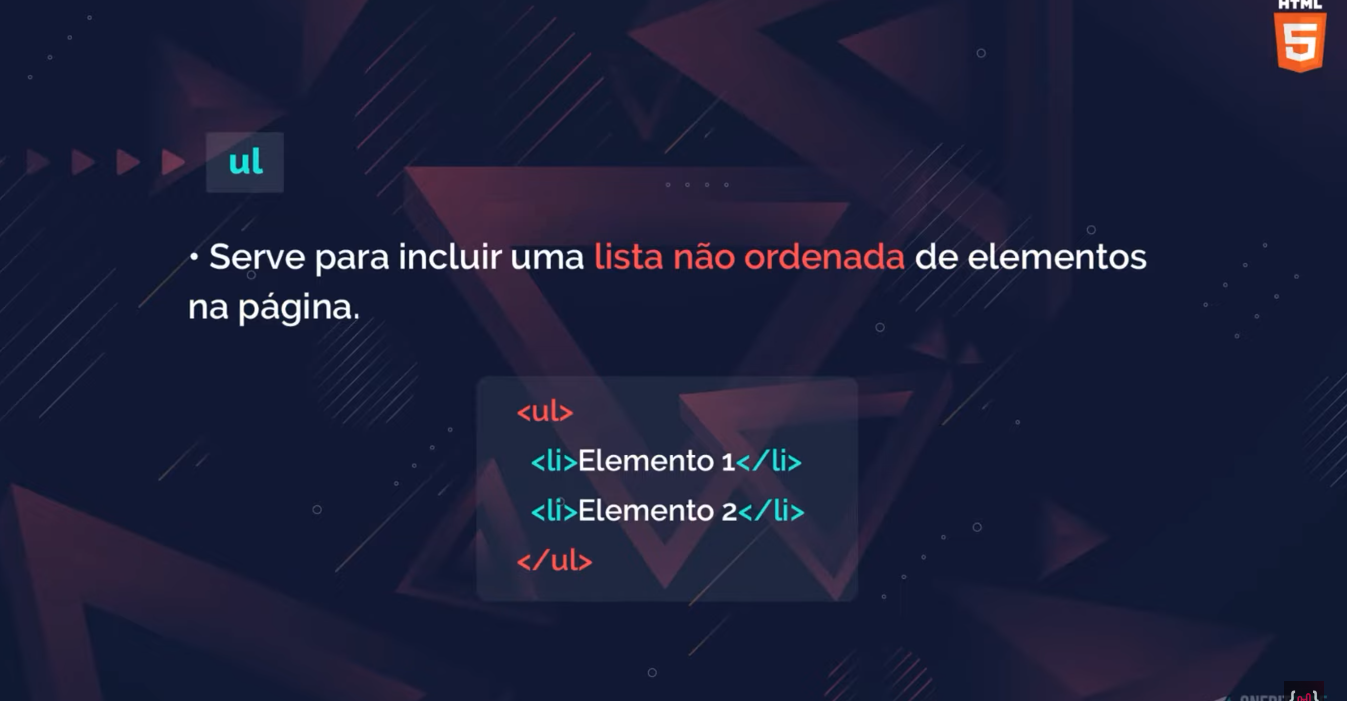 HTML
5
ul
• Serve para incluir uma lista não ordenada de elementos
na página.
<ul>
<li>Elemento 1</li>
<li>Elemento 2</li>
</ul>